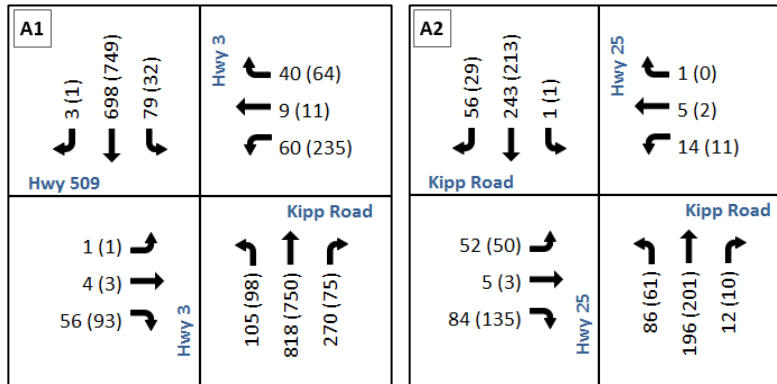 A1
3 (1)
698 (749)
79 (32)
Hwy 509
Hwy 3
40 (64)
9 (11)
60 (235)
1 (1)
4 (3)
56 (93)
Hwy 3
Kipp Road
105 (98)
818 (750)
270 (75)
A2
56 (29)
243 (213)
1 (1)
Kipp Road
Hwy 25
1 (0)
5 (2)
14 (11)
52 (50)
5 (3)
84 (135)
Hwy 25
Kipp Road
86 (61)
196 (201)
12 (10)